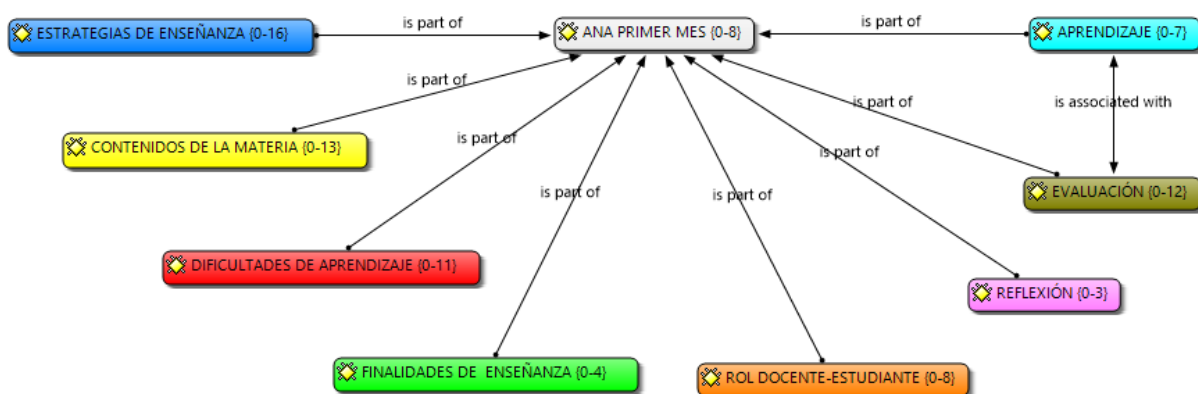 ESTRATEGIAS DE ENSEÑANZA {0-16}
is part of
ANA PRIMER MES {0-8}
is part of
APRENDIZAJE {0-7}
is part of
CONTENIDOS DE LA MATERIA {0-13}
is part of
is part of
is associated with
is part of
EVALUACIÓN {0-12}
is part of
is part of
DIFICULTADES DE APRENDIZAJE {0-11}
REFLEXIÓN {0-3}
FINALIDADES DE  ENSEÑANZA {0-4}
ROL DOCENTE-ESTUDIANTE {0-8}